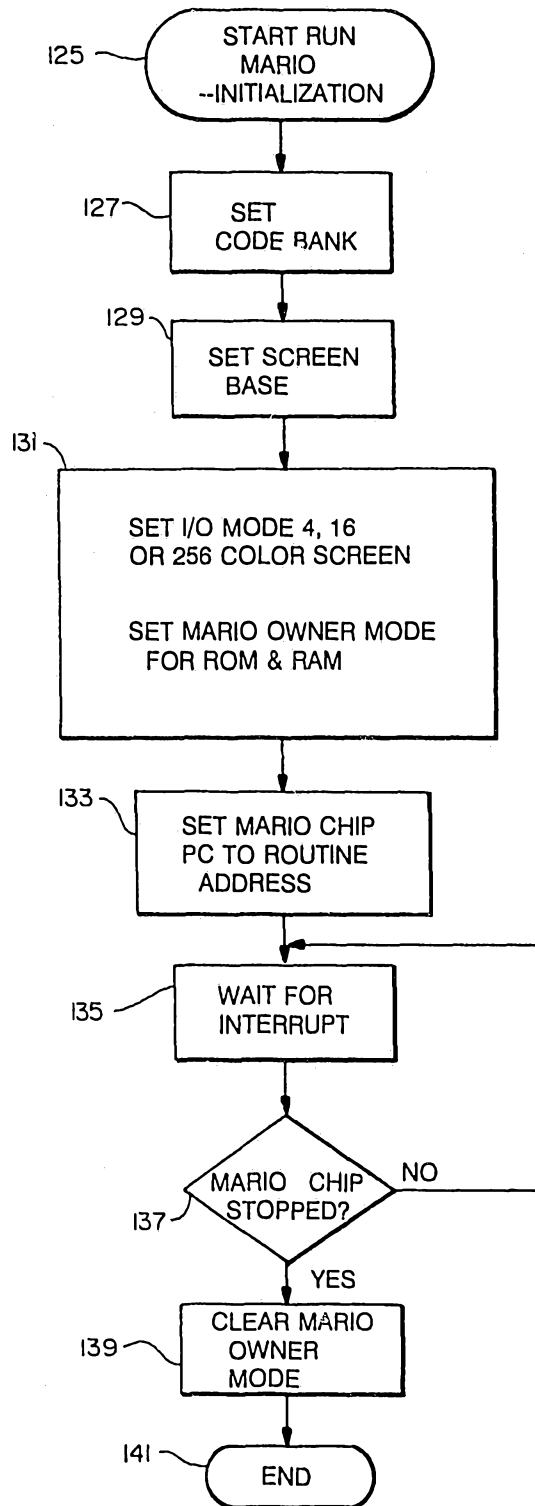 125
START RUN
MARIO
--INITIALIZATION
127
SET
CODE BANK
129
SET SCREEN
BASE
131
SET I/O MODE 4, 16
OR 256 COLOR SCREEN
SET MARIO OWNER MODE
FOR ROM & RAM
133
SET MARIO CHIP
PC TO ROUTINE
ADDRESS
135
WAIT FOR
INTERRUPT
MARIO CHIP
STOPPED?
NO
137
YES
139
CLEAR MARIO
OWNER
MODE
141
END